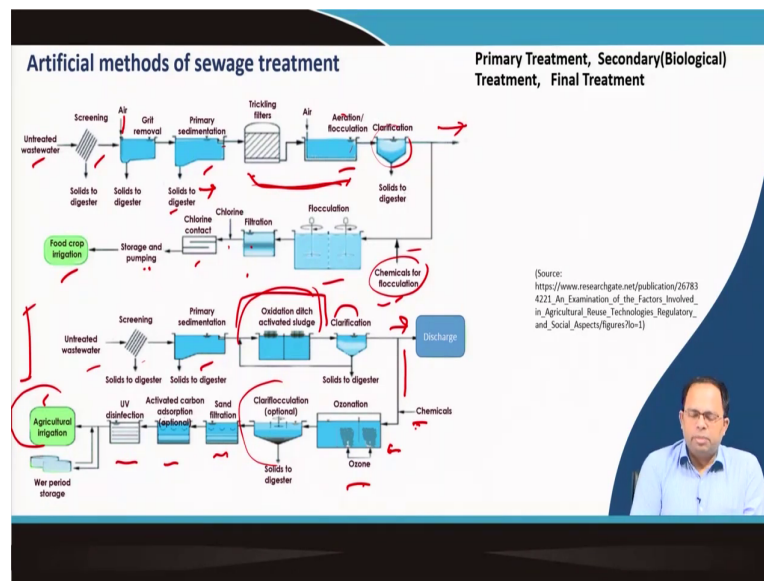 Artificial methods of sewage treatment
Primary Treatment, Secondary(Biological)
Treatment, Final Treatment
Untreated
wastewater
Screening
Solids to
digester
Air
Grit
removal
Solids to
digester
Primary
sedimentation
Solids to
digester
Trickling
filters
Air
Aeration/
flocculation
Clarification
Solids to
digester
Food crop
irrigation
Storage and
pumping
Chlorine
contact
Chlorine
Filtration
Flocculation
Chemicals
for
flocculation
(Source:
https://www.researchgate.net/publication/26783
4221_An_Examination_of_the_Factors_Involved_
in_Agricultural_Reuse_Technologies_Regulatory_
and_Social_Aspects/figures?lo=1)
Untreated
wastewater
Screening
Solids to digester
Primary
sedimentation
Solids to digester
Oxidation ditch
activated sludge
Clarification
Solids to digester
Discharge
Agricultural
irrigation
Wer period
storage
UV
disinfection
Activated carbon
adsorption
(optional)
Sand
filtration
Clariflocculation
(optional)
Solids to
digester
Ozonation
Ozone
Chemicals